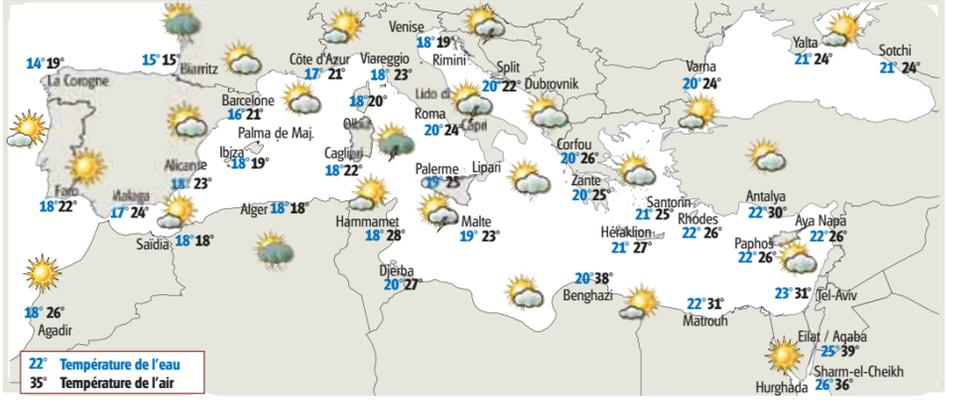 Venise
18° 19°
Rimini
Yalta
21° 24°
Sotchi
21° 24°
14° 19°
La Corogne
15° 15°
Biarritz
Côte d'Azur
17° 21°
Viareggio
18° 23°
Split
20° 22°
Dubrovnik
Varna
20° 24°
Barcelone
16° 21°
18° 20°
Olbia
Lido di
Roma
20° 24°
Capri
Palma de Maj.
Ibiza
18° 19°
Cagliari
18° 22°
Corfou
20° 26°
Alicante
18° 23°
Palerme
19° 25°
Lipari
Zante
20° 25°
Faro
18° 22°
Malaga
17° 24°
Alger 18° 18°
Santorin
21° 25°
Rhodes
22° 26°
Antalya
22° 30°
Saïdia
18° 18°
Hammamet
18° 28°
Malte
19° 23°
Héraklion
21° 27°
Aya Napa
22° 26°
Paphos
22° 26°
Djerba
20° 27°
20° 38°
Benghazi
22° 31°
Matrouh
23° 31°
Tel-Aviv
18° 26°
Agadir
Eilat / Aqaba
25° 39°
Sharm-el-Cheikh
26° 36°
Hurghada
22° Température de l'eau
35° Température de l'air